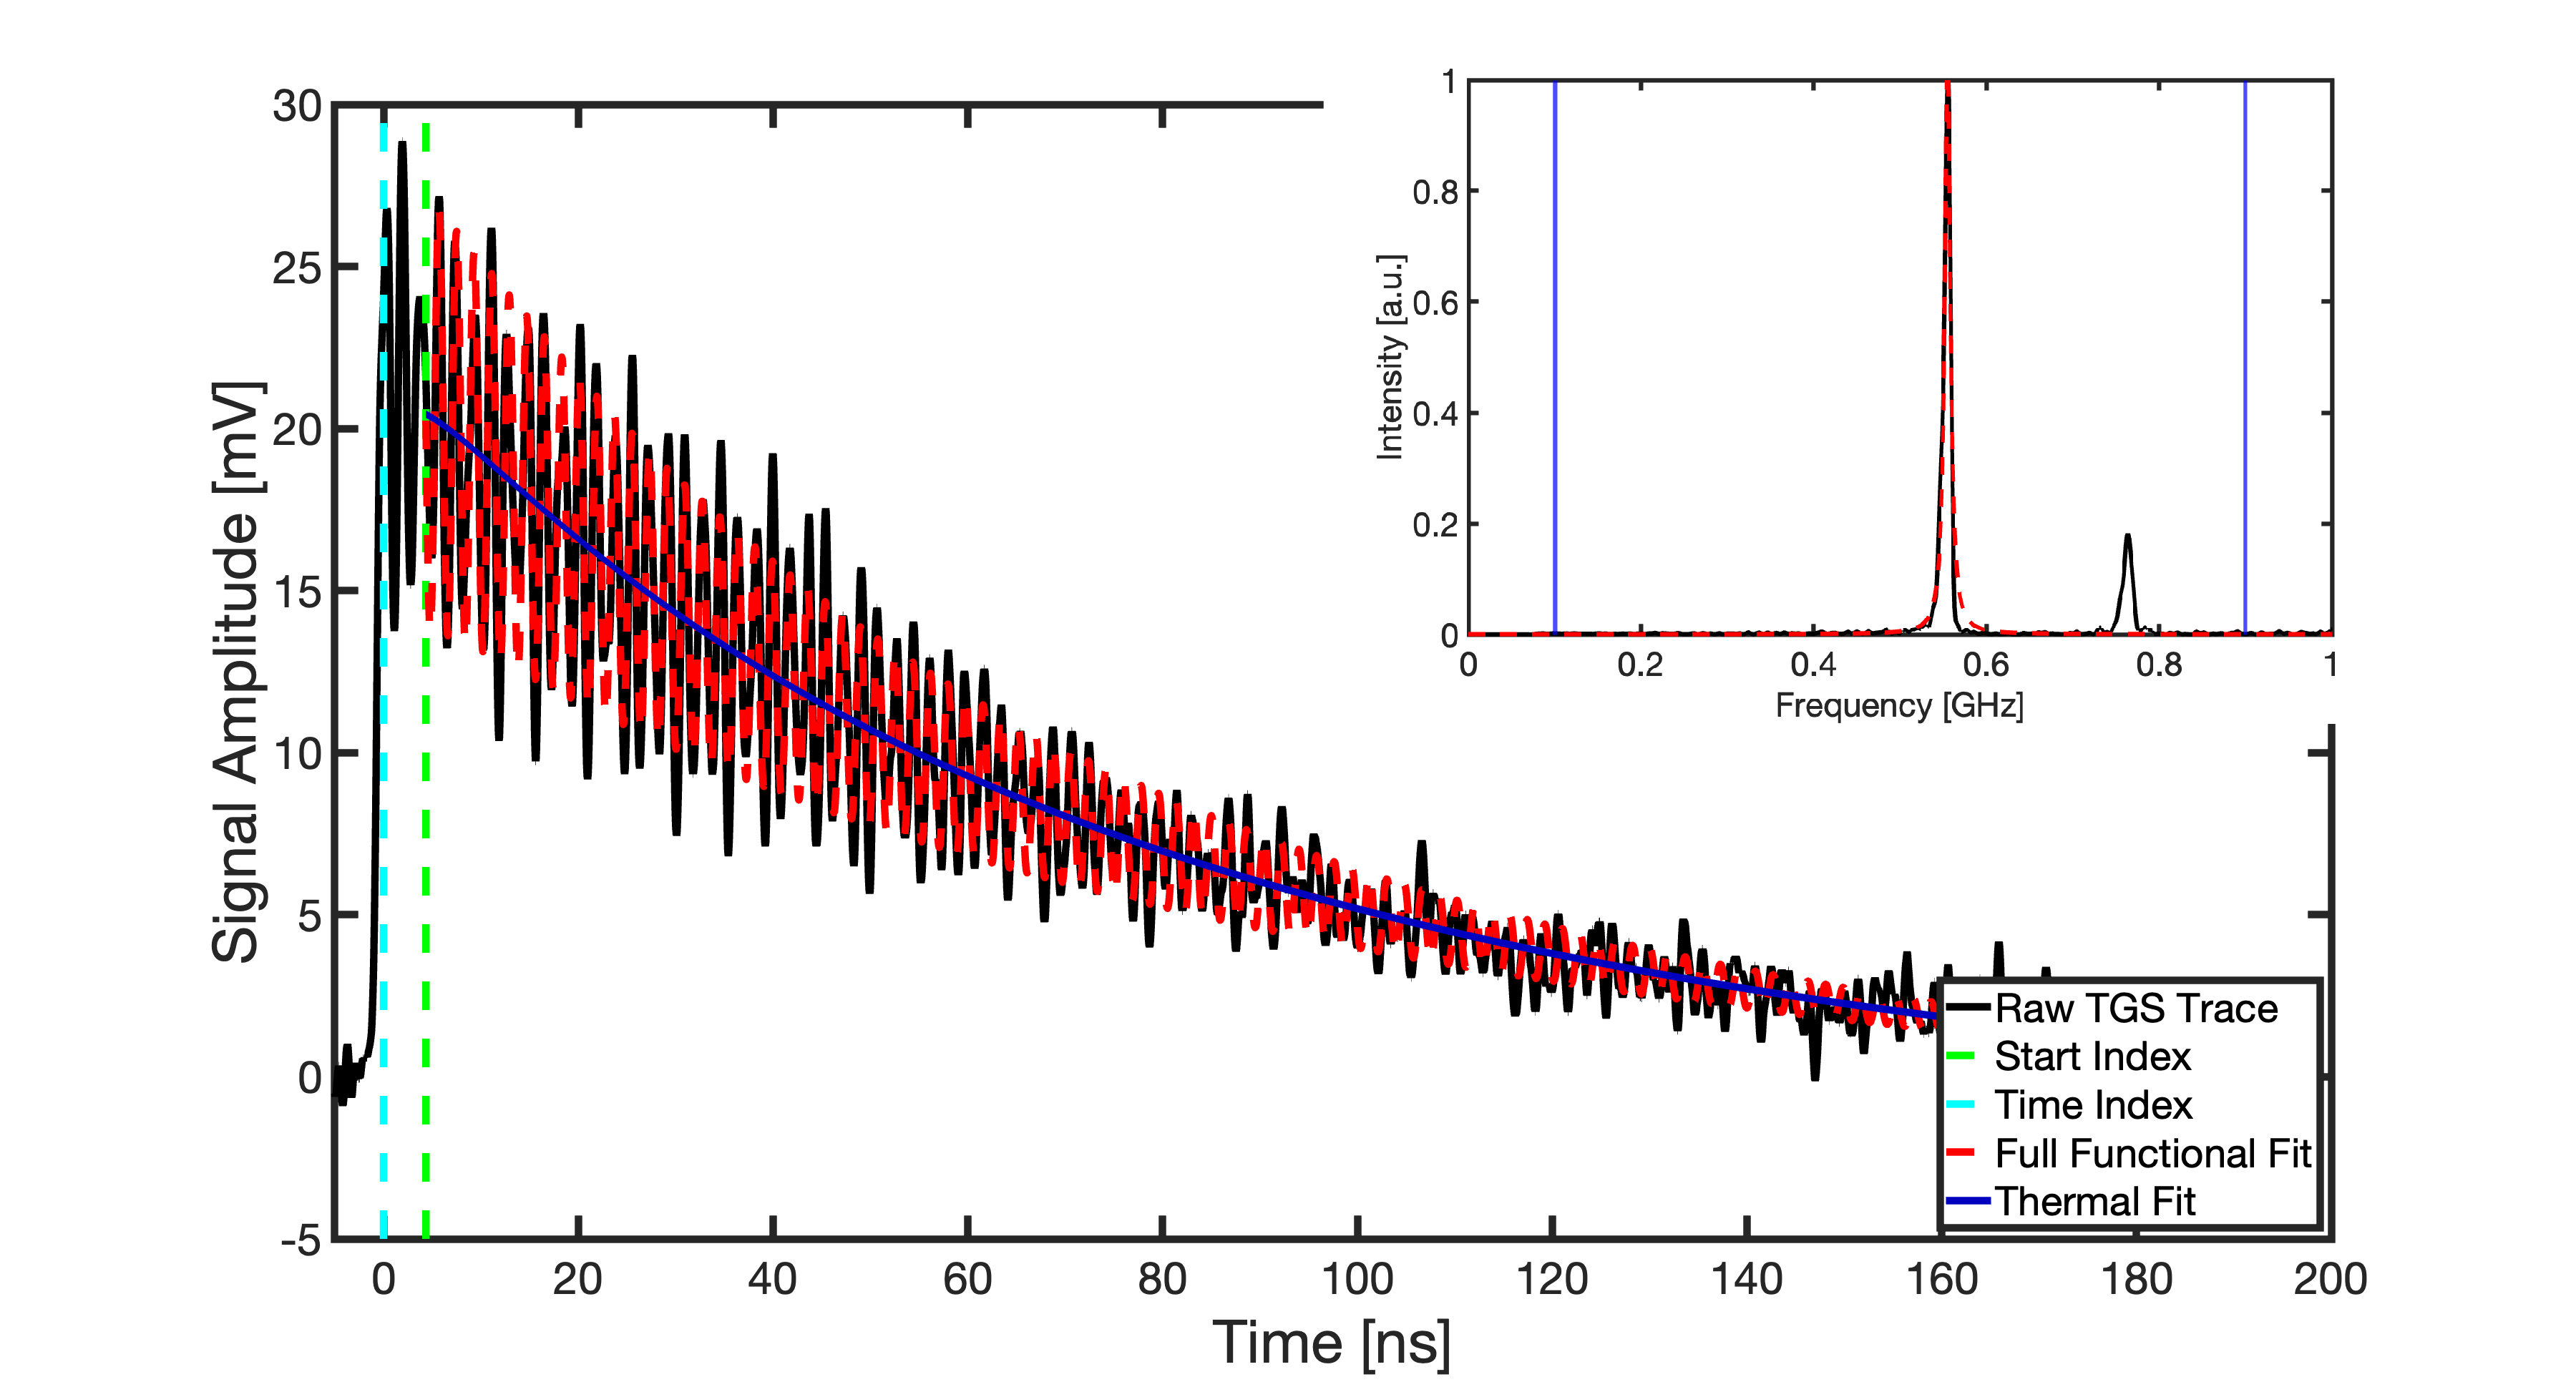 30
25
20
15
10
5
0
-5
Signal Amplitude [mV]
0 20 40 60 80 100 120 140 160 180 200
Time [ns]
1
0.8
0.6
0.4
0.2
0
Intensity [a.u.]
0 0.2 0.4 0.6 0.8 1
Frequency [GHz]
Raw TGS Trace
Start Index
Time Index
Full Functional Fit
Thermal Fit